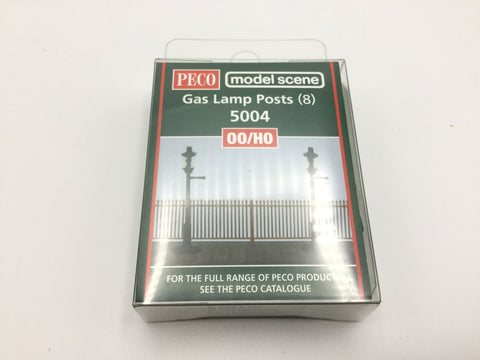 PECO model scene
Gas Lamp Posts (8)
5004
OO/HO
FOR THE FULL RANGE OF PECO PRODUCTS
SEE THE PECO CATALOGUE